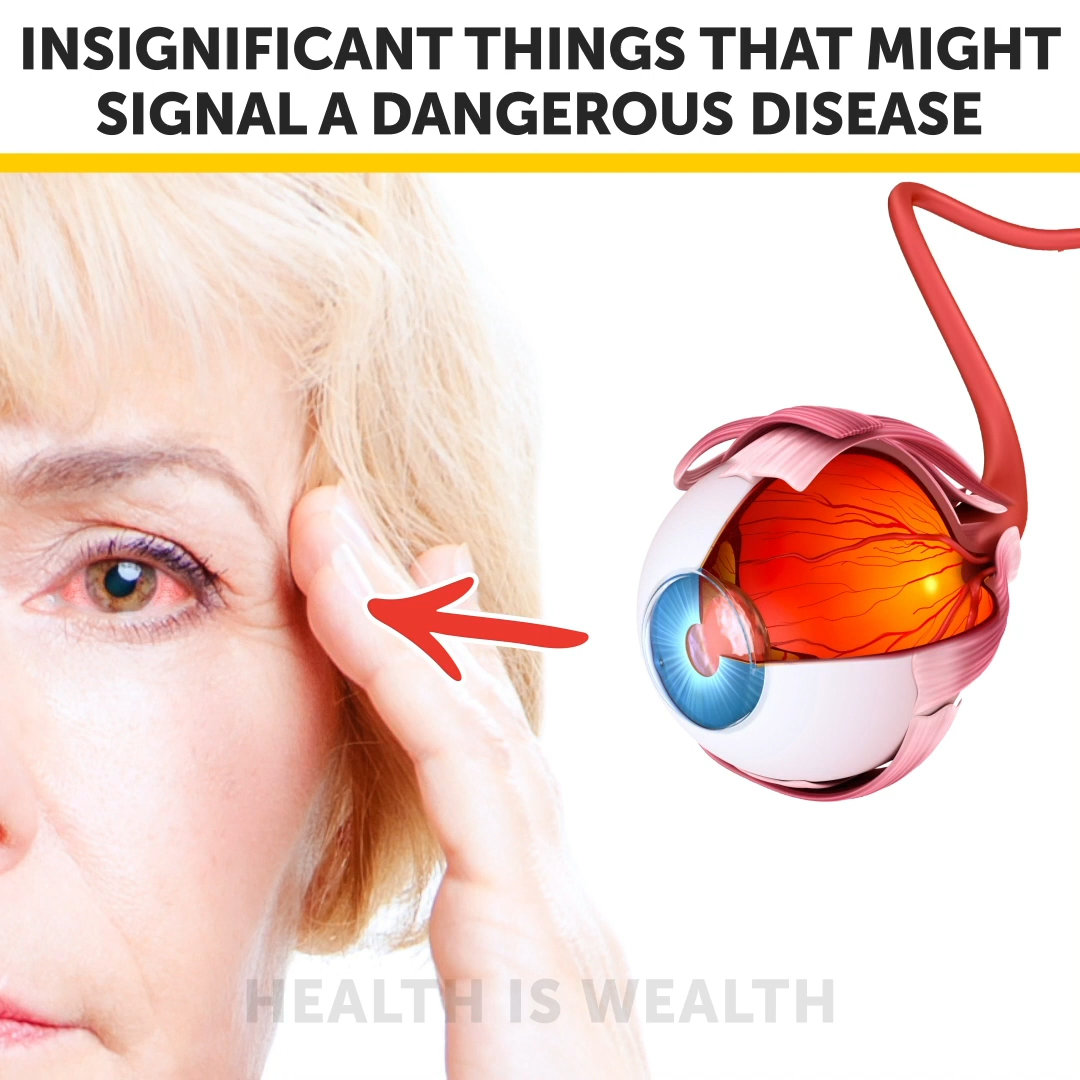 INSIGNIFICANT THINGS THAT MIGHT
SIGNAL A DANGEROUS DISEASE
HEALTH IS WEALTH